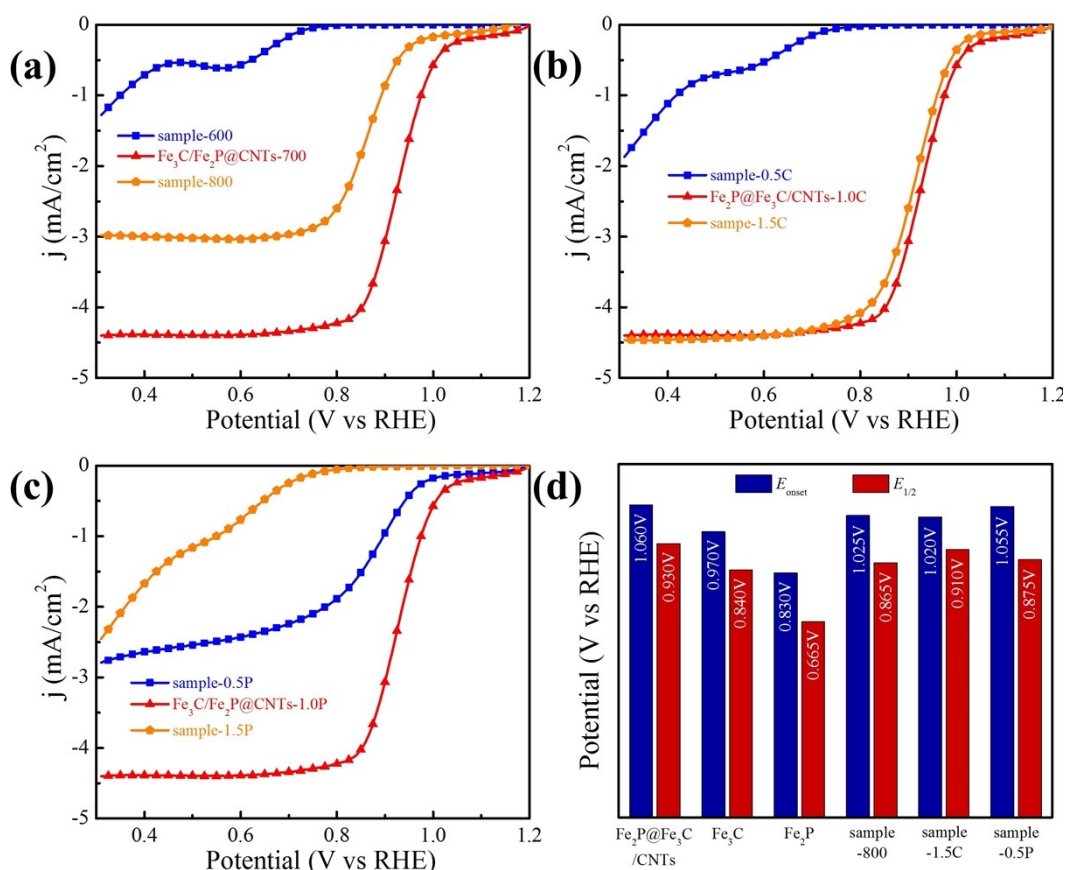 (a)
0
-1
-2
-3
-4
-5
j (mA/cm²)
sample-600
Fe₃C/Fe₂P@CNTs-700
sample-800
0.4 0.6 0.8 1.0 1.2
Potential (V vs RHE)
(b)
0
-1
-2
-3
-4
-5
j (mA/cm²)
sample-0.5C
Fe₂P@Fe₃C/CNTs-1.0C
sampe-1.5C
0.4 0.6 0.8 1.0 1.2
Potential (V vs RHE)
(c)
0
-1
-2
-3
-4
-5
j (mA/cm²)
sample-0.5P
Fe₃C/Fe₂P@CNTs-1.0P
sample-1.5P
0.4 0.6 0.8 1.0 1.2
Potential (V vs RHE)
(d)
Potential (V vs RHE)
E onset E 1/2
1.060V 0.930V 0.970V 0.840V 0.830V 0.665V 1.025V 0.865V 1.020V 0.910V 1.055V 0.875V
Fe₂P@Fe₃C Fe₃C Fe₂P sample sample sample
/CNTs -800 -1.5C -0.5P